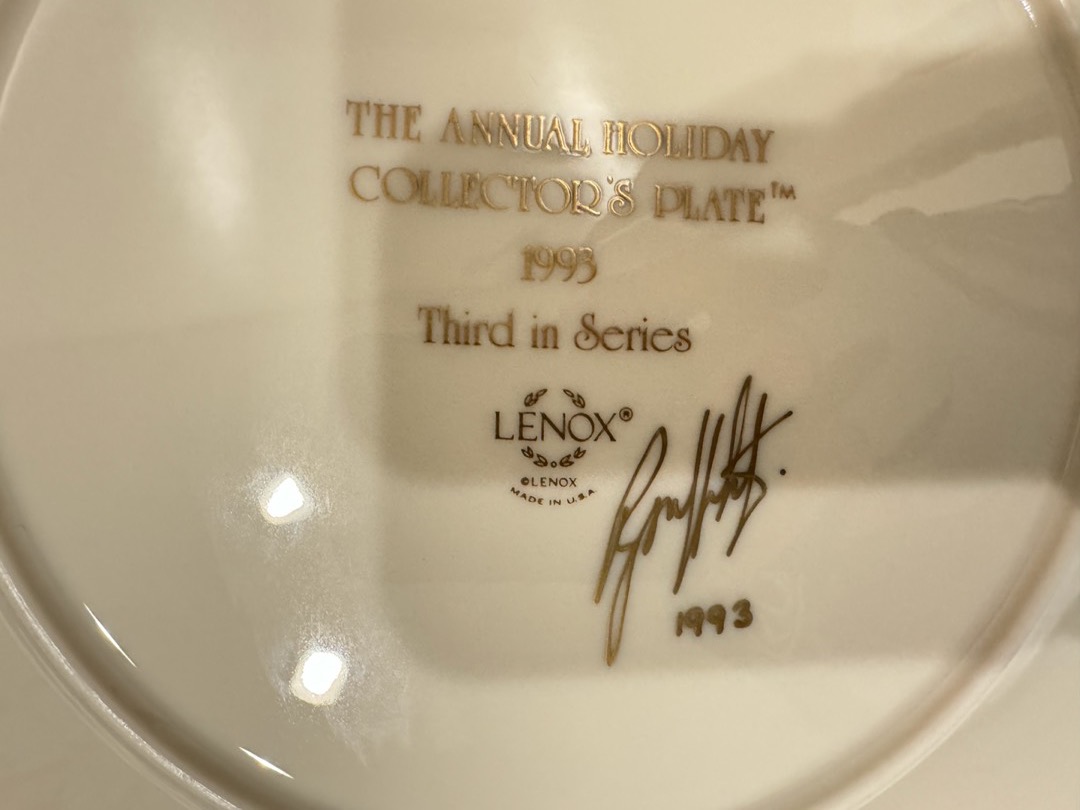 THE ANNUAL HOLIDAY
COLLECTOR'S PLATE™
1993
Third in Series
LENOX®
©LENOX
MADE IN U.S.A.
1993